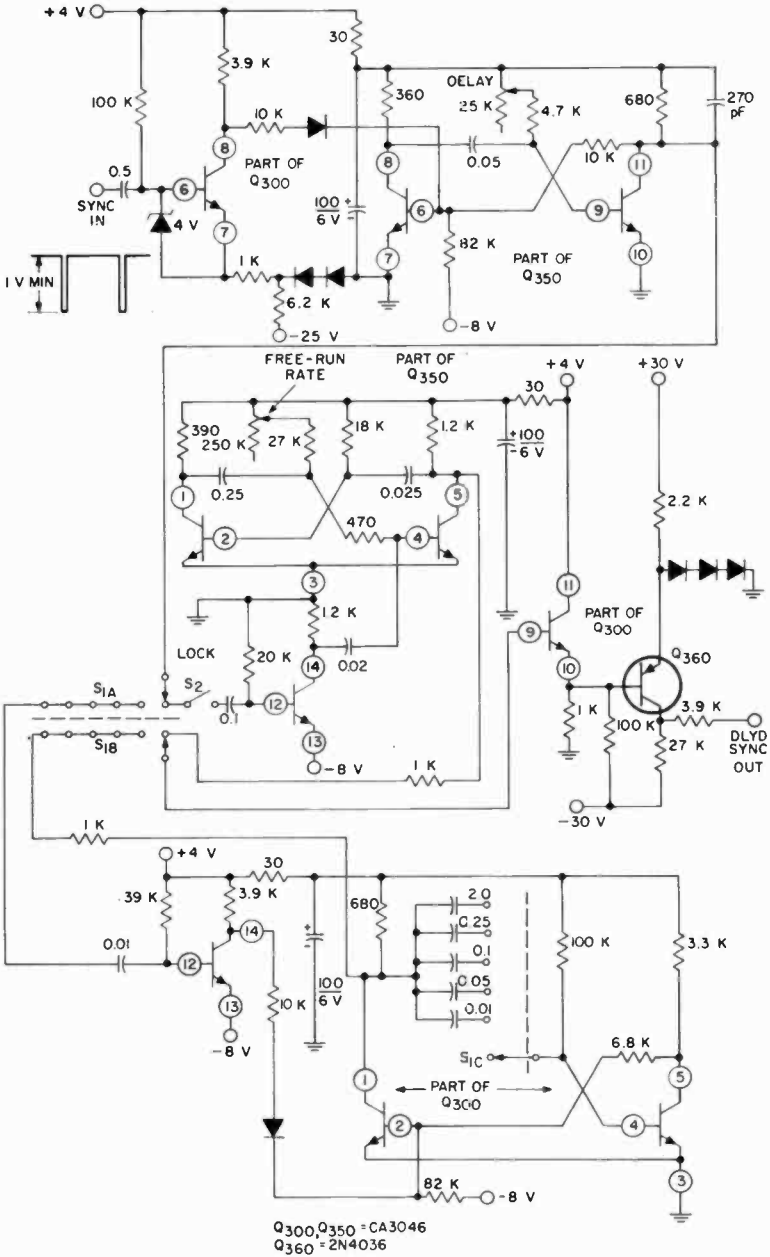 +4 V
30
3.9 K
100 K
10 K
8
PART OF
Q300
0.5
6
SYNC
IN
4 V
7
1 V MIN
1 K
6.2 K
-25 V
360
DELAY
25 K
4.7 K
680
270
pF
8
0.05
10 K
11
100
6 V
+
-
6
9
7
82 K
PART OF
Q350
10
-8 V
FREE-RUN
RATE
PART OF
Q350
+4 V
+30 V
30
390
250 K
27 K
18 K
1.2 K
+100
-6 V
0.25
0.025
1
5
2.2 K
2
470
4
3
1.2 K
11
PART OF
Q300
9
LOCK
20 K
14
0.02
10
Q360
S1A
S2
0.1
12
13
-8 V
1 K
100K
3.9 K
27 K
DLYD
SYNC
OUT
S1B
1 K
-30 V
1 K
+4 V
30
39 K
3.9 K
14
680
2.0
0.25
0.1
0.05
0.01
100 K
3.3 K
0.01
12
13
-8 V
10 K
+
-
100
6 V
S1C
6.8 K
1
PART OF
Q300
5
2
4
82 K
-8 V
3
Q300, Q350 = CA3046
Q360 = 2N4036